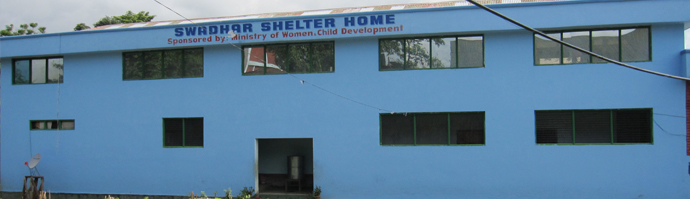 SWADHAR SHELTER HOME
Sponsored by: Ministry of Women.Child Development